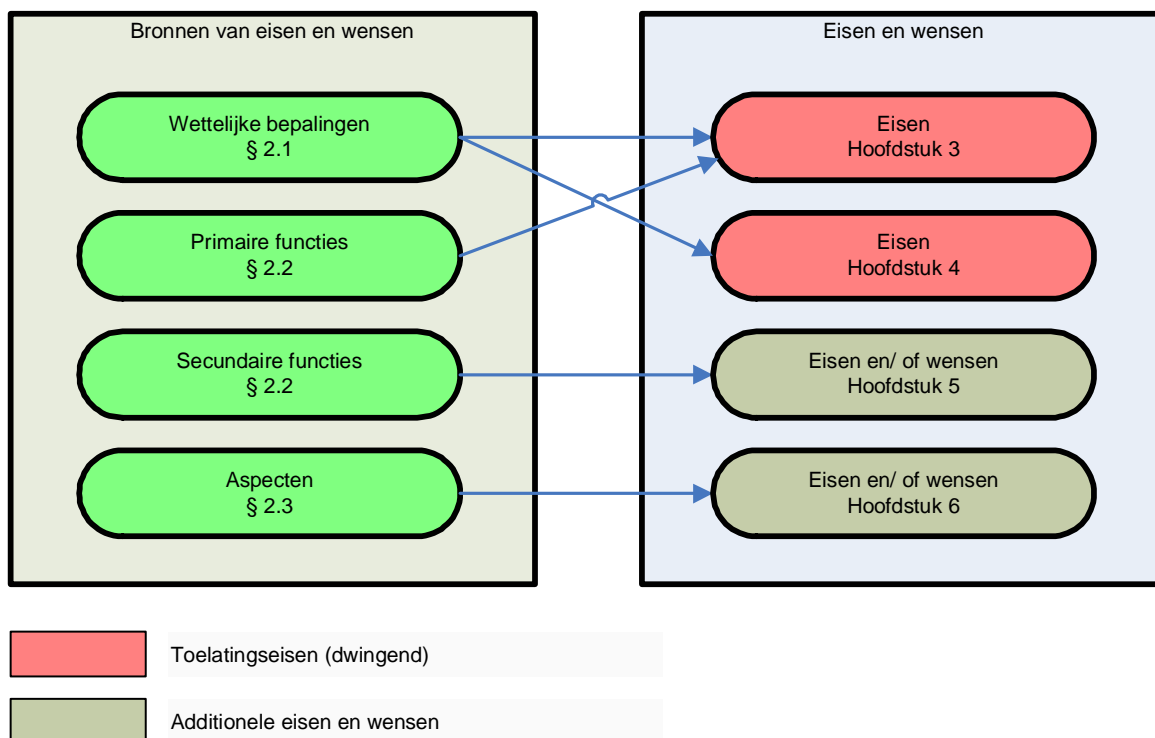 Bronnen van eisen en wensen
Wettelijke bepalingen
§ 2.1
Primaire functies
§ 2.2
Secundaire functies
§ 2.2
Aspecten
§ 2.3
Eisen en wensen
Eisen
Hoofdstuk 3
Eisen
Hoofdstuk 4
Eisen en/ of wensen
Hoofdstuk 5
Eisen en/ of wensen
Hoofdstuk 6
Toelatingseisen (dwingend)
Additionele eisen en wensen